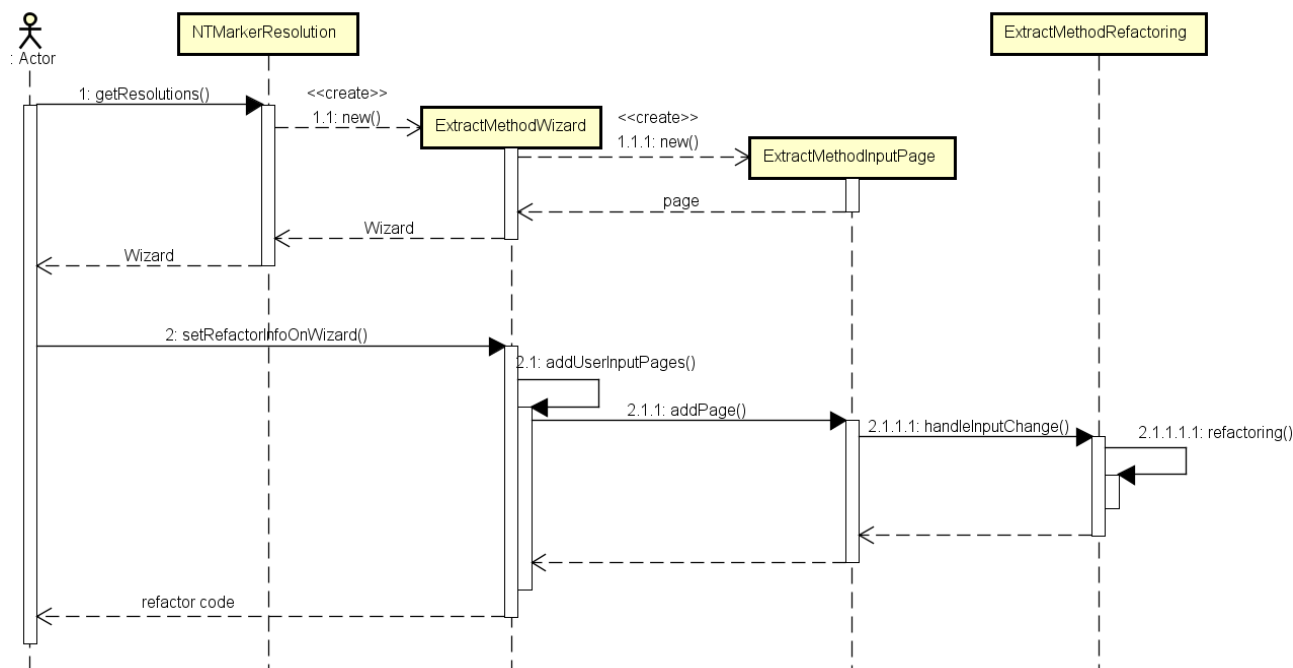 NTMarkerResolution
ExtractMethodRefactoring
: Actor
1: getResolutions()
<<create>>
1.1: new()
ExtractMethodWizard
<<create>>
1.1.1: new()
ExtractMethodInputPage
page
Wizard
Wizard
2: setRefactorInfoOnWizard()
2.1: addUserInputPages()
2.1.1: addPage()
2.1.1.1: handleInputChange()
2.1.1.1.1: refactoring()
refactor code